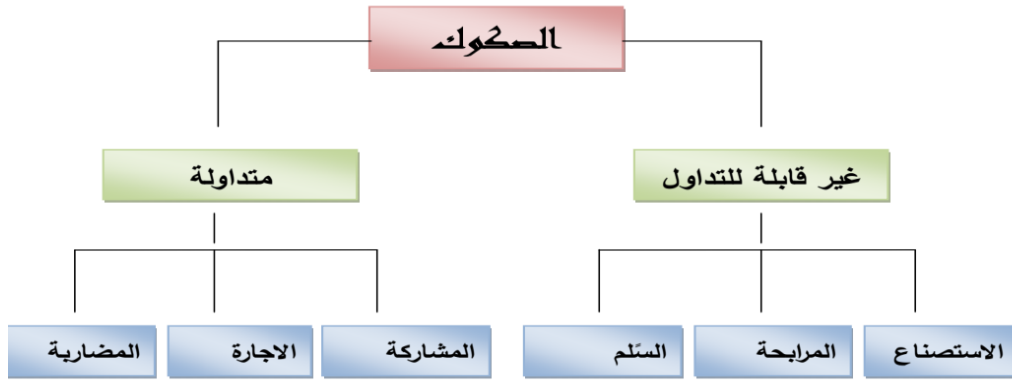 الصكوك
غير قابلة للتداول
متداولة
الاستصناع
المرابحة
السّلم
المشاركة
الاجارة
المضاربة